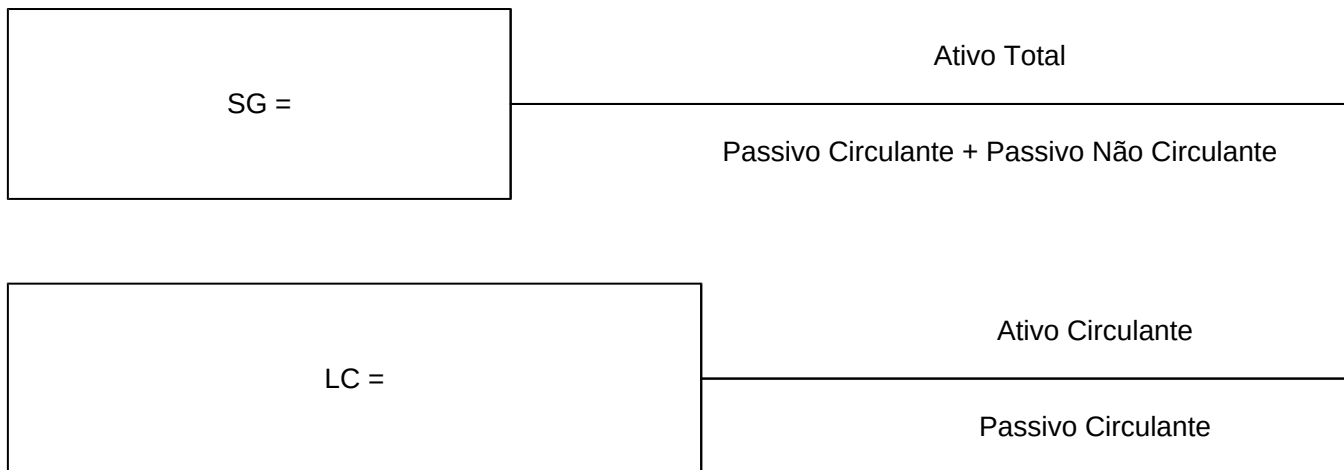 Ativo Total
SG =
Passivo Circulante + Passivo Não Circulante
Ativo Circulante
LC =
Passivo Circulante